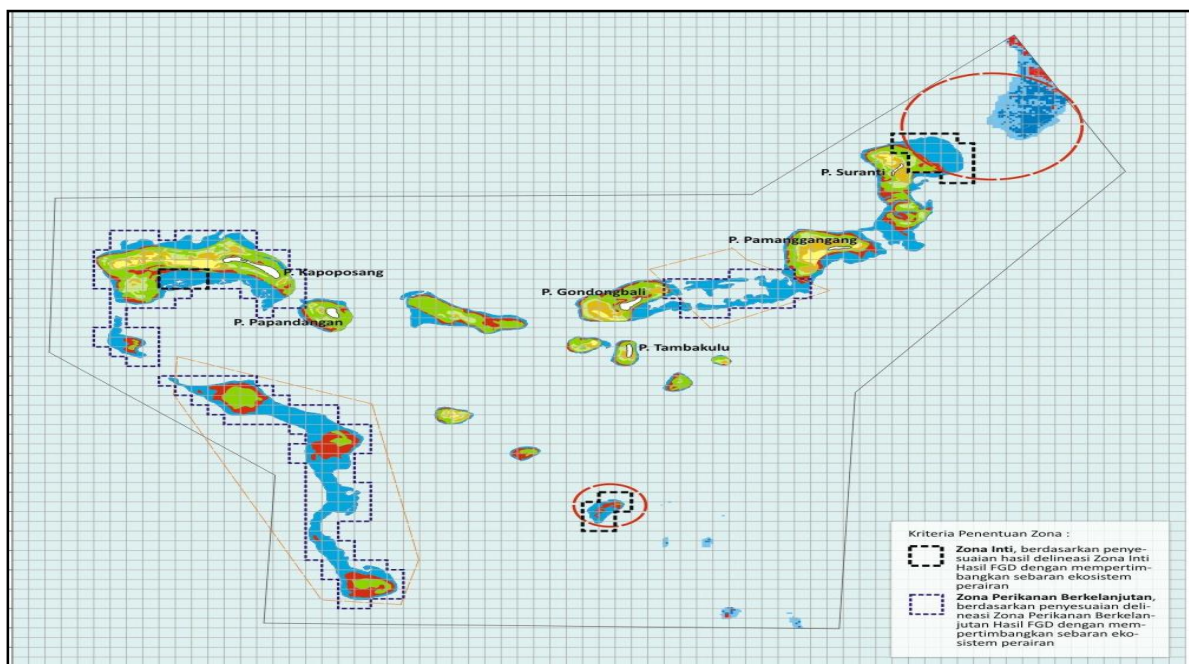 P. Suranti
P. Pamanggangang
P. Kapoposang
P. Gondongbali
P. Papandangan
P. Tambakulu
Kriteria Penentuan Zona :
Zona Inti, berdasarkan penye-
suaian hasil delineasi Zona Inti
Hasil FGD dengan mempertim-
bangkan sebaran ekosistem
perairan
Zona Perikanan Berkelanjutan,
berdasarkan penyesuaian deli-
neasi Zona Perikanan Berkelan-
jutan Hasil FGD dengan mem-
pertimbangkan sebaran eko-
sistem perairan